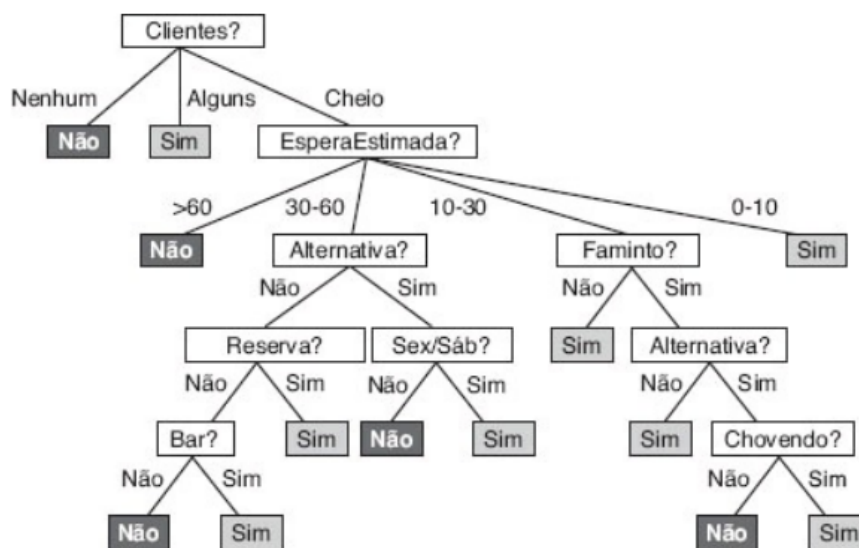 Clientes?
Nenhum Alguns Cheio
Não Sim EsperaEstimada?
>60 30-60 10-30 0-10
Não Alternativa? Faminto? Sim
Não Sim Não Sim
Reserva? Sex/Sáb? Sim Alternativa?
Não Sim Não Sim Não Sim
Bar? Sim Não Sim Sim Chovendo?
Não Sim Não Sim
Não Sim Não Sim